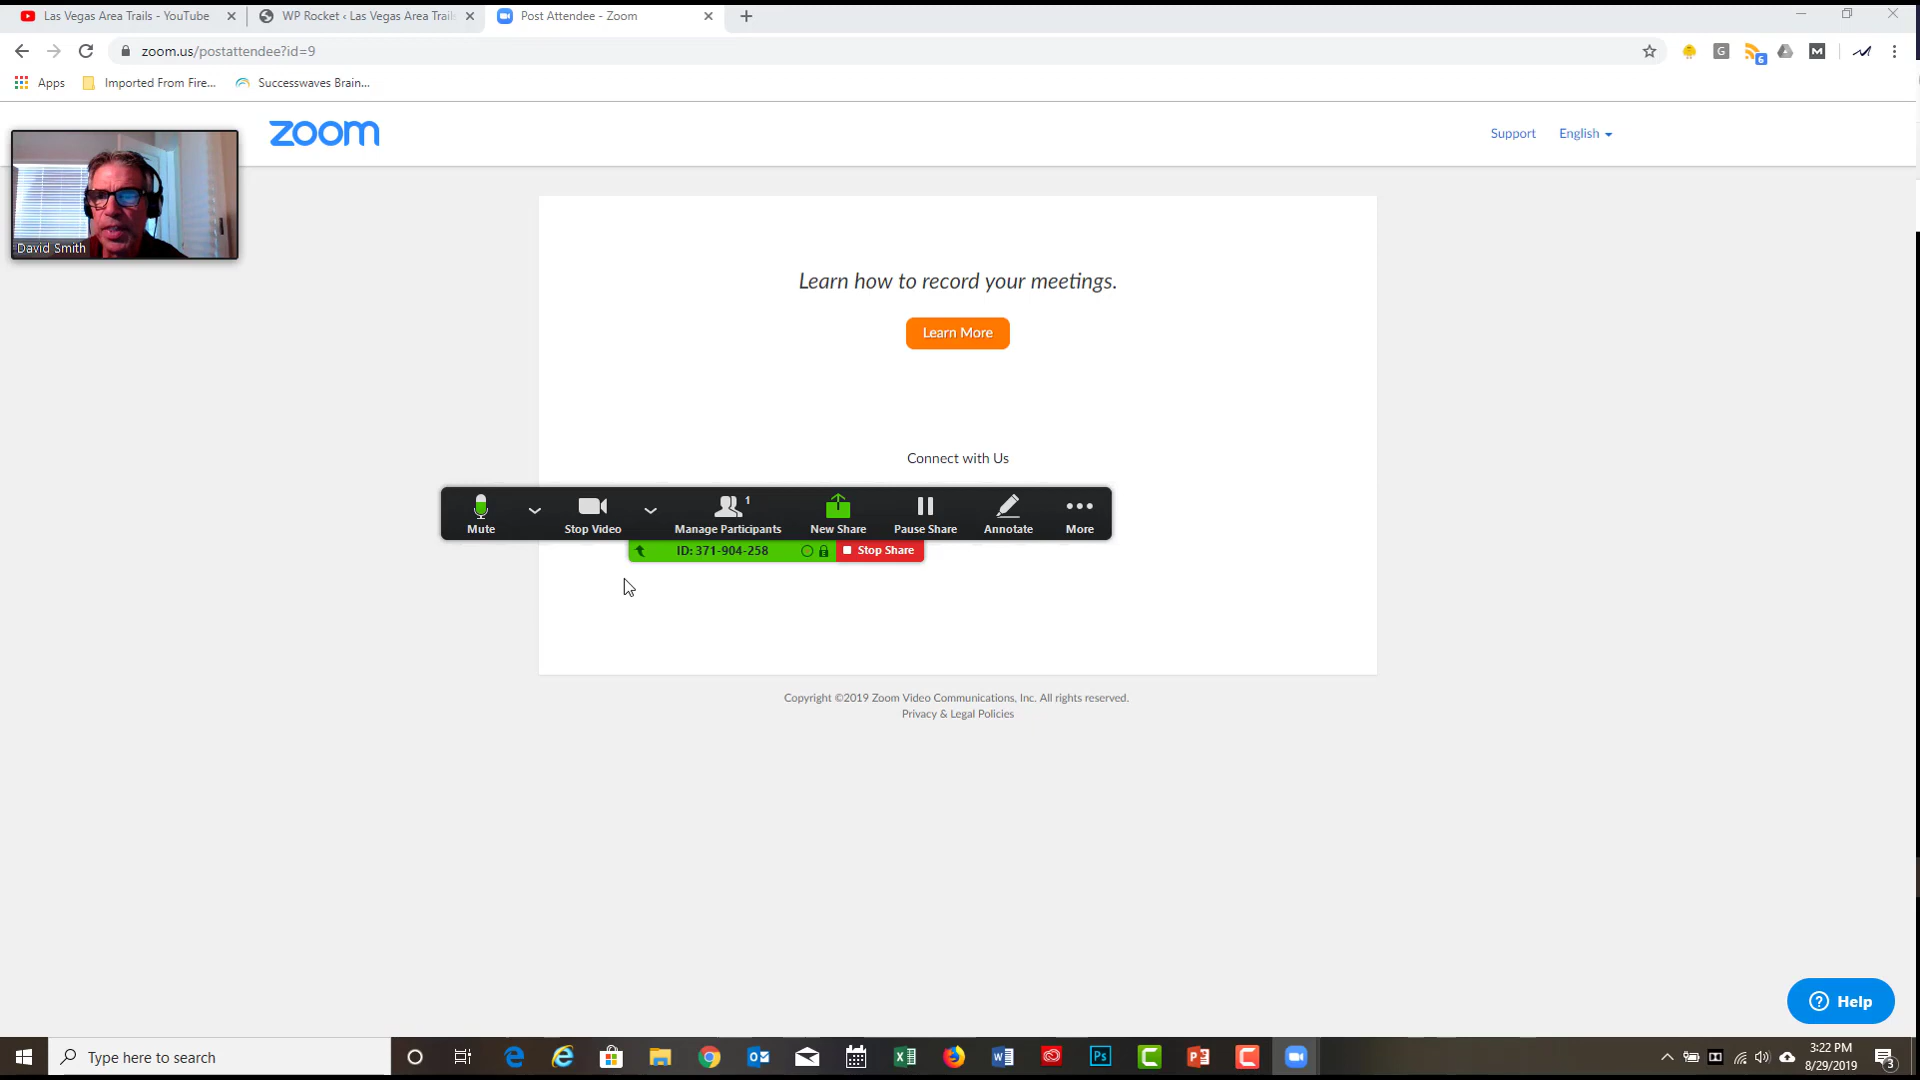 Las Vegas Area Trails - YouTube
WP Rocket ‹ Las Vegas Area Trail
Post Attendee - Zoom
zoom.us/postattendee?id=9
G
6
M
Apps
Imported From Fire...
Successwaves Brain...
zoom
Support
English
David Smith
Learn how to record your meetings.
Learn More
Connect with Us
1
Mute
Stop Video
Manage Participants
New Share
Pause Share
Annotate
More
ID: 371-904-258
Stop Share
Copyright ©2019 Zoom Video Communications, Inc. All rights reserved.
Privacy & Legal Policies
Help
Type here to search
Ps
3:22 PM
8/29/2019
3